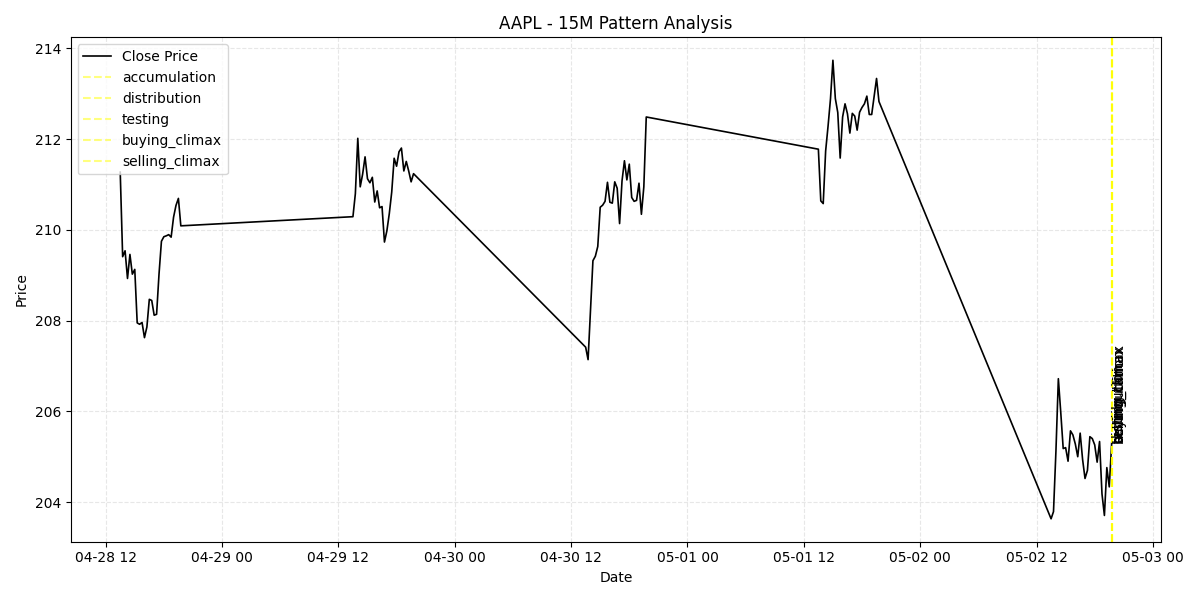 AAPL - 15M Pattern Analysis
Close Price
accumulation
distribution
testing
buying_climax
selling_climax
214
212
210
208
206
204
Price
04-28 12
04-29 00
04-29 12
04-30 00
04-30 12
05-01 00
05-01 12
05-02 00
05-02 12
05-03 00
Date